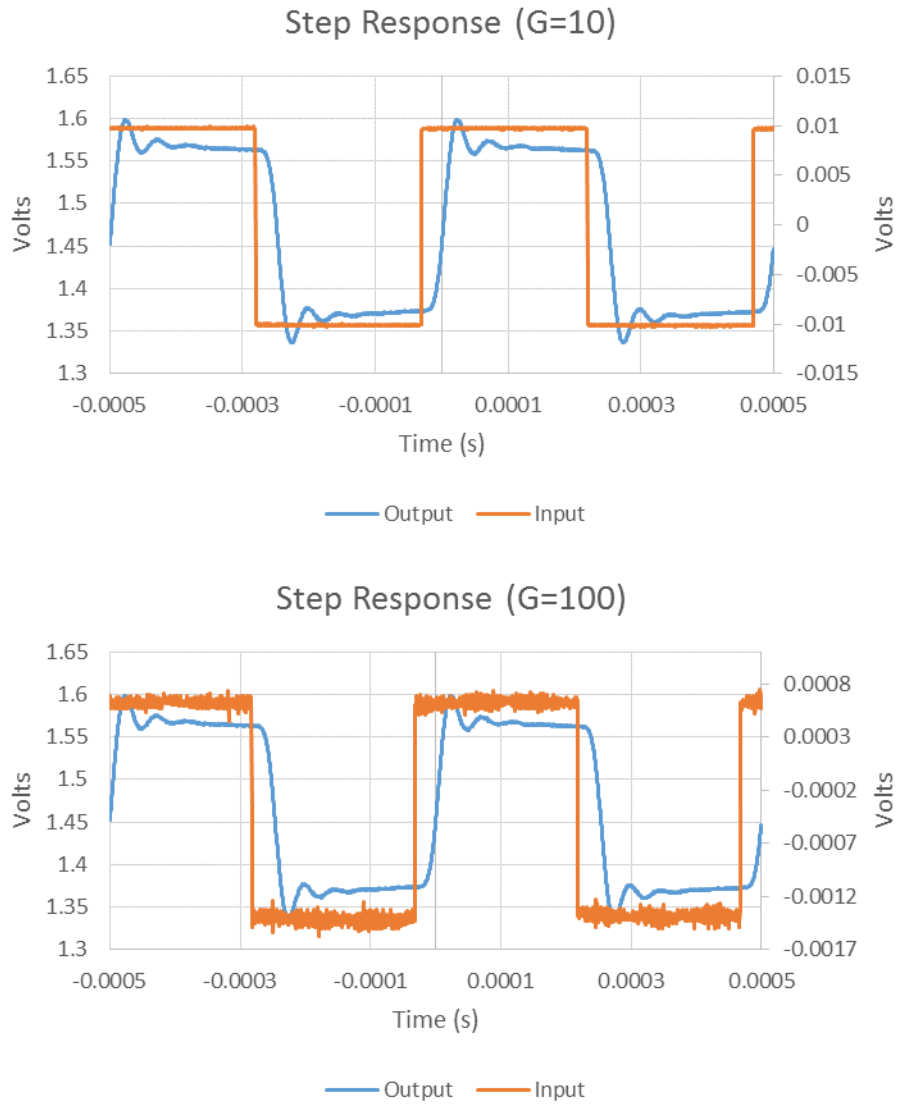 Step Response (G=10)
1.65
1.6
1.55
1.5
1.45
1.4
1.35
1.3
Volts
0.015
0.01
0.005
0
-0.005
-0.01
-0.015
Volts
-0.0005 -0.0003 -0.0001 0.0001 0.0003 0.0005
Time (s)
Output Input
Step Response (G=100)
1.65
1.6
1.55
1.5
1.45
1.4
1.35
1.3
Volts
0.0008
0.0003
-0.0002
-0.0007
-0.0012
-0.0017
Volts
-0.0005 -0.0003 -0.0001 0.0001 0.0003 0.0005
Time (s)
Output Input